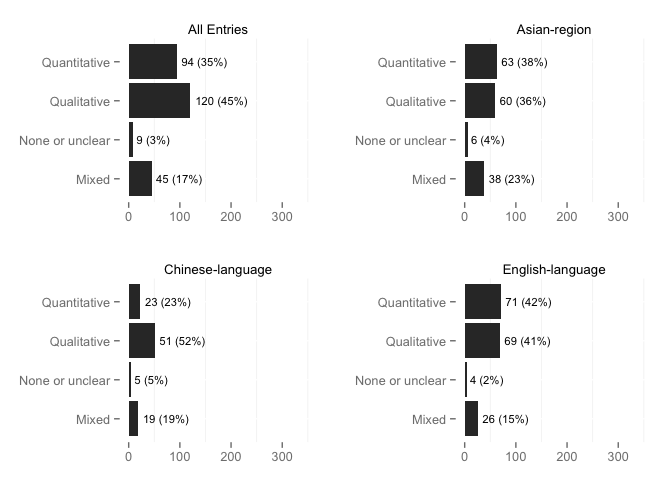 All Entries
Quantitative 94 (35%)
Qualitative 120 (45%)
None or unclear 9 (3%)
Mixed 45 (17%)
0 100 200 300
Asian-region
Quantitative 63 (38%)
Qualitative 60 (36%)
None or unclear 6 (4%)
Mixed 38 (23%)
0 100 200 300
Chinese-language
Quantitative 23 (23%)
Qualitative 51 (52%)
None or unclear 5 (5%)
Mixed 19 (19%)
0 100 200 300
English-language
Quantitative 71 (42%)
Qualitative 69 (41%)
None or unclear 4 (2%)
Mixed 26 (15%)
0 100 200 300